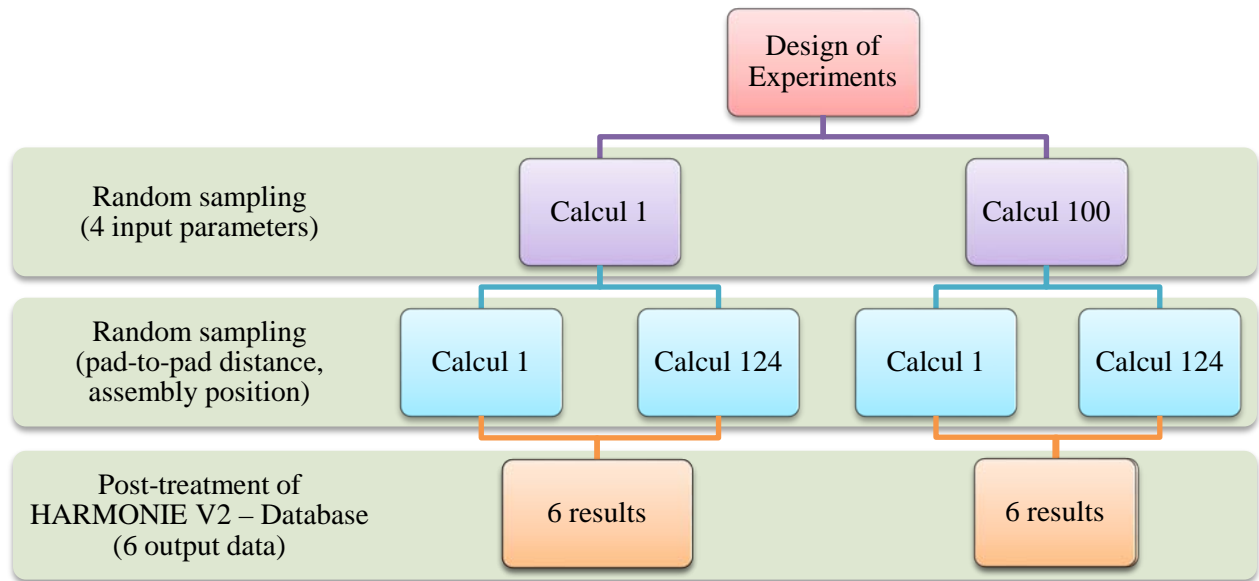 Design of
Experiments
Random sampling
(4 input parameters)
Calcul 1
Calcul 100
Random sampling
(pad-to-pad distance,
assembly position)
Calcul 1
Calcul 124
Calcul 1
Calcul 124
Post-treatment of
HARMONIE V2 – Database
(6 output data)
6 results
6 results